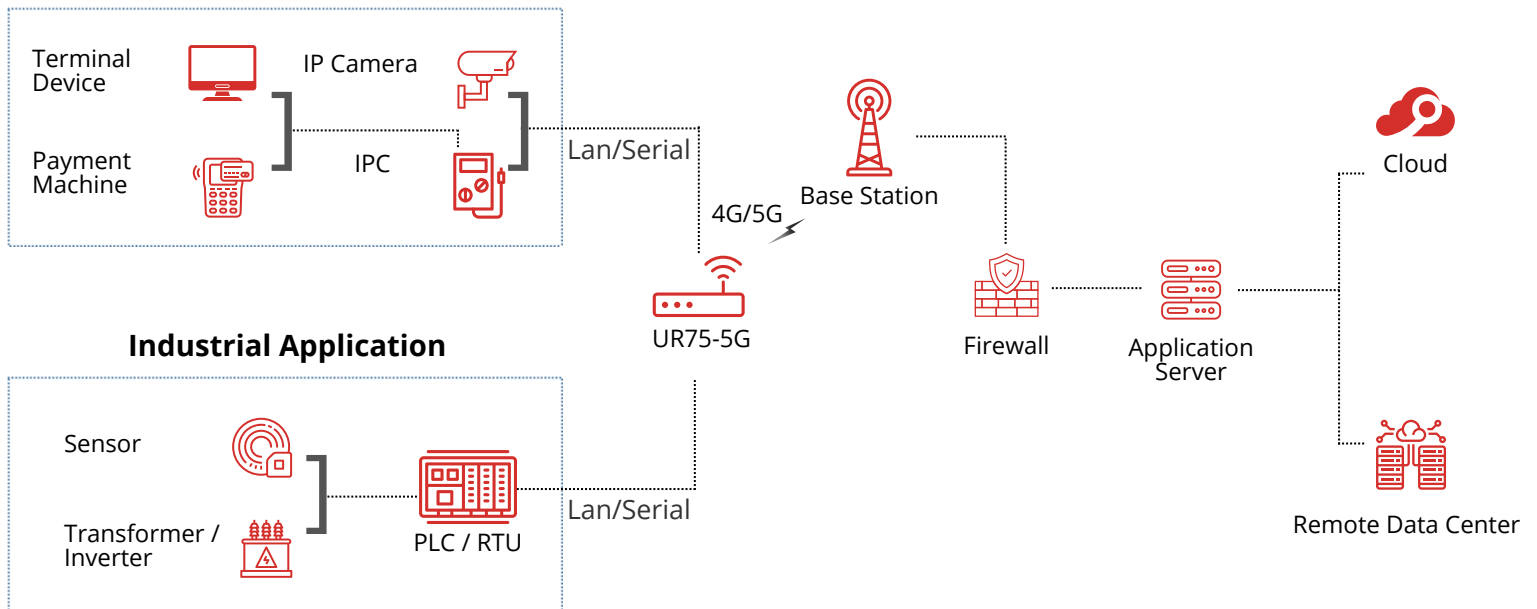 Terminal
Device
IP Camera
Payment
Machine
IPC
Lan/Serial
4G/5G
Base Station
Cloud
UR75-5G
Firewall
Application
Server
Industrial Application
Sensor
Transformer /
Inverter
PLC / RTU
Lan/Serial
Remote Data Center